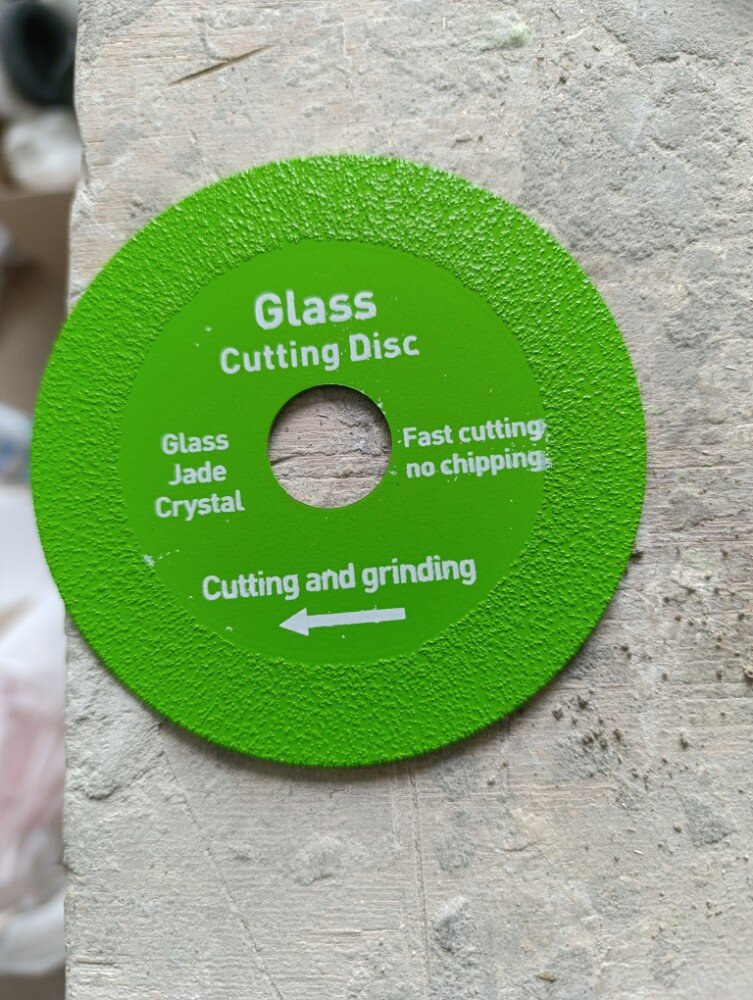 Glass
Cutting Disc
Glass
Jade
Crystal
Fast cutting
no chipping
Cutting and grinding